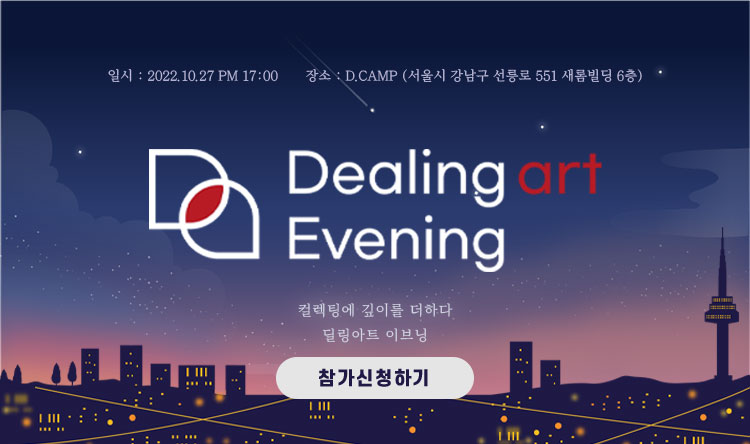 일시 : 2022.10.27 PM 17:00 장소 : D.CAMP (서울시 강남구 선릉로 551 새롬빌딩 6층)
Dealing art
Evening
컬렉팅에 깊이를 더하다
딜링아트 이브닝
참가신청하기